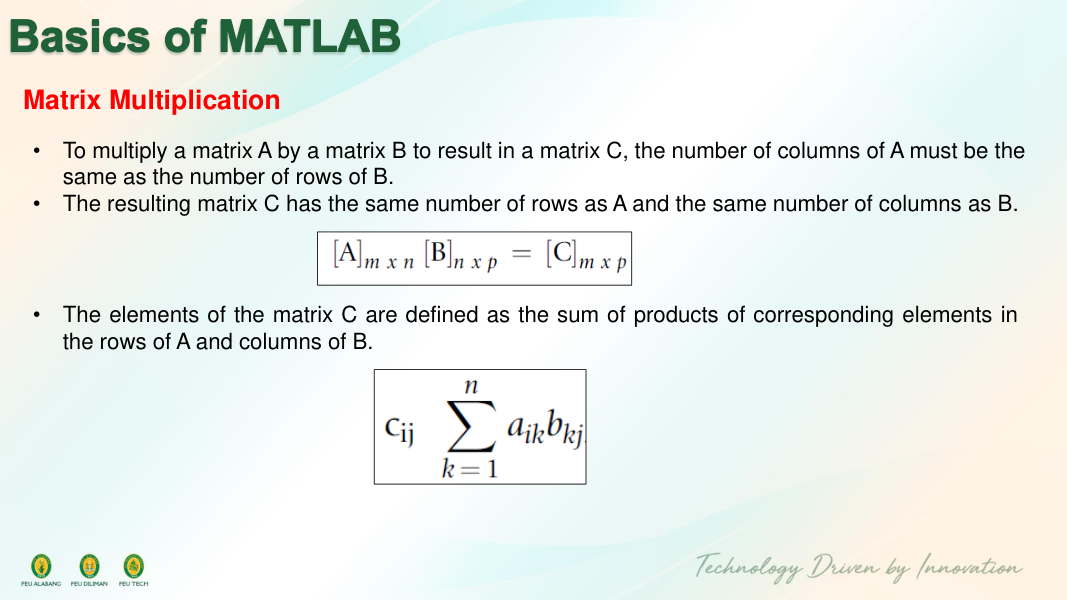 Basics of MATLAB
Matrix Multiplication
• To multiply a matrix A by a matrix B to result in a matrix C, the number of columns of A must be the
same as the number of rows of B.
• The resulting matrix C has the same number of rows as A and the same number of columns as B.
[A]m x n [B]n x p = [C]m x p
• The elements of the matrix C are defined as the sum of products of corresponding elements in
the rows of A and columns of B.
n
cij ∑ aikbkj
k = 1
FEU ALABANG FEU DILIMAN FEU TECH
Technology Driven by Innovation